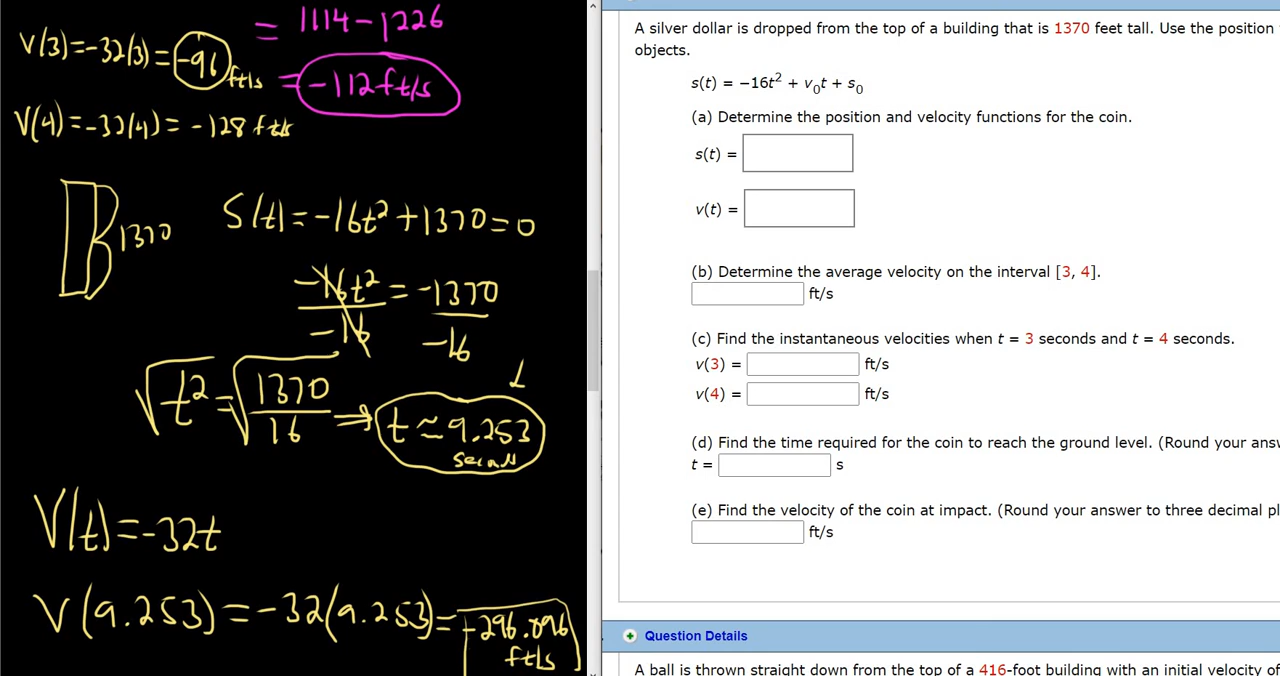 = 1114-1226
V(3)=-32(3)=-96 ft/s
= -112 ft/s
V(4)=-32(4)= -128 ft/s
1370
S(t)=-16t²+1370=0
-16t²/-16 = -1370/-16
√t² = √1370/16 ⇒ t≈9.253
seconds
V(t)=-32t
V(9.253)=-32(9.253)= -296.096
ft/s
A silver dollar is dropped from the top of a building that is 1370 feet tall. Use the position
objects.
s(t) = −16t² + v₀t + s₀
(a) Determine the position and velocity functions for the coin.
s(t) =
v(t) =
(b) Determine the average velocity on the interval [3, 4].
ft/s
(c) Find the instantaneous velocities when t = 3 seconds and t = 4 seconds.
v(3) = ft/s
v(4) = ft/s
(d) Find the time required for the coin to reach the ground level. (Round your
t = s
(e) Find the velocity of the coin at impact. (Round your answer to three decimal
ft/s
Question Details
A ball is thrown straight down from the top of a 416-foot building with an initial velocity of